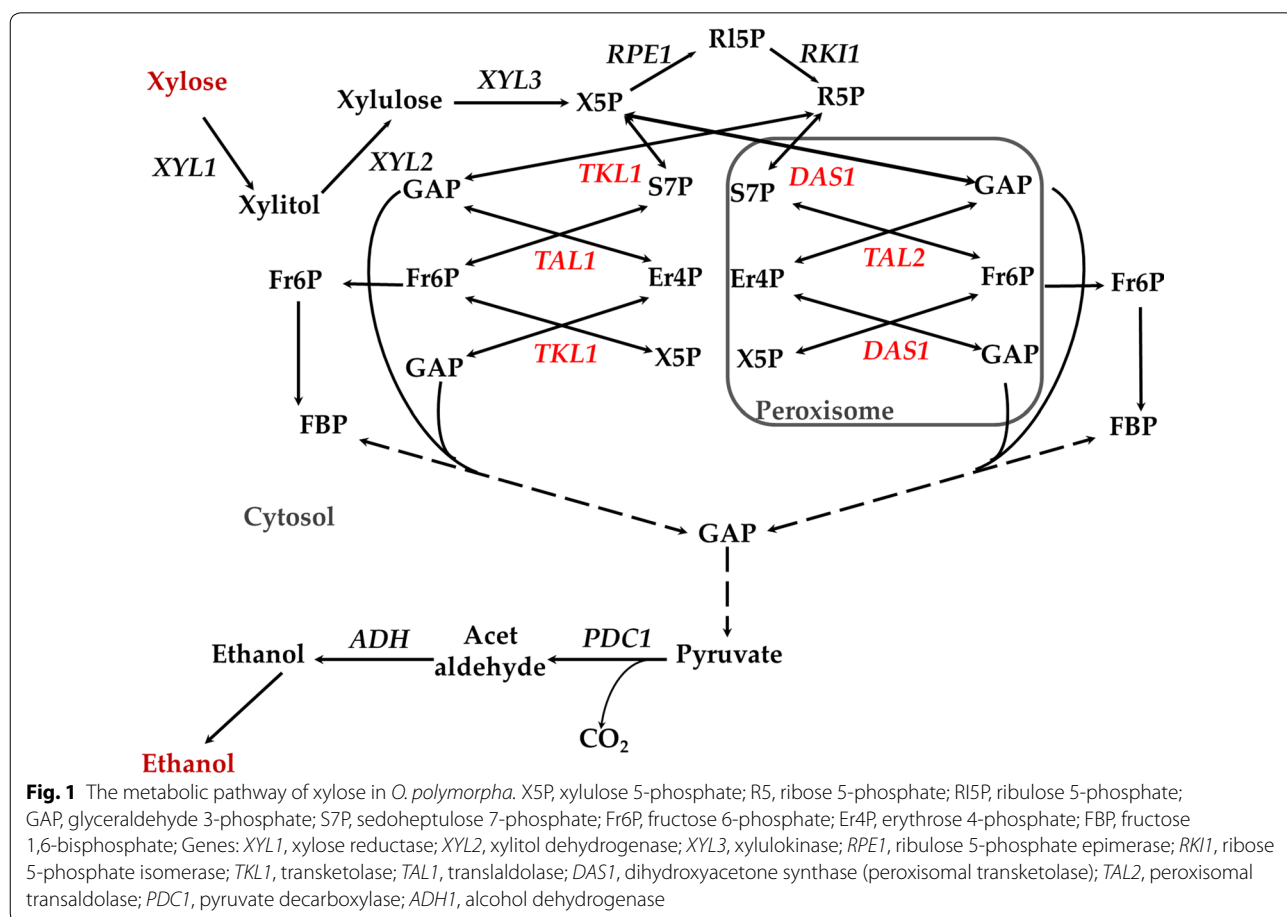 RPE1 Rl5P RKI1
Xylose
Xylulose XYL3 X5P R5P
XYL1 XYL2
Xylitol
GAP TKL1 S7P S7P DAS1 GAP
Fr6P Fr6P TAL1 Er4P Er4P TAL2 Fr6P Fr6P
GAP TKL1 X5P X5P DAS1 GAP
Peroxisome
FBP FBP
Cytosol
GAP
Ethanol ADH Acet
aldehyde PDC1 Pyruvate
CO2
Ethanol
Fig. 1 The metabolic pathway of xylose in O. polymorpha. X5P, xylulose 5-phosphate; R5, ribose 5-phosphate; Rl5P, ribulose 5-phosphate;
GAP, glyceraldehyde 3-phosphate; S7P, sedoheptulose 7-phosphate; Fr6P, fructose 6-phosphate; Er4P, erythrose 4-phosphate; FBP, fructose
1,6-bisphosphate; Genes: XYL1, xylose reductase; XYL2, xylitol dehydrogenase; XYL3, xylulokinase; RPE1, ribulose 5-phosphate epimerase; RKI1, ribose
5-phosphate isomerase; TKL1, transketolase; TAL1, translaldolase; DAS1, dihydroxyacetone synthase (peroxisomal transketolase); TAL2, peroxisomal
transaldolase; PDC1, pyruvate decarboxylase; ADH1, alcohol dehydrogenase